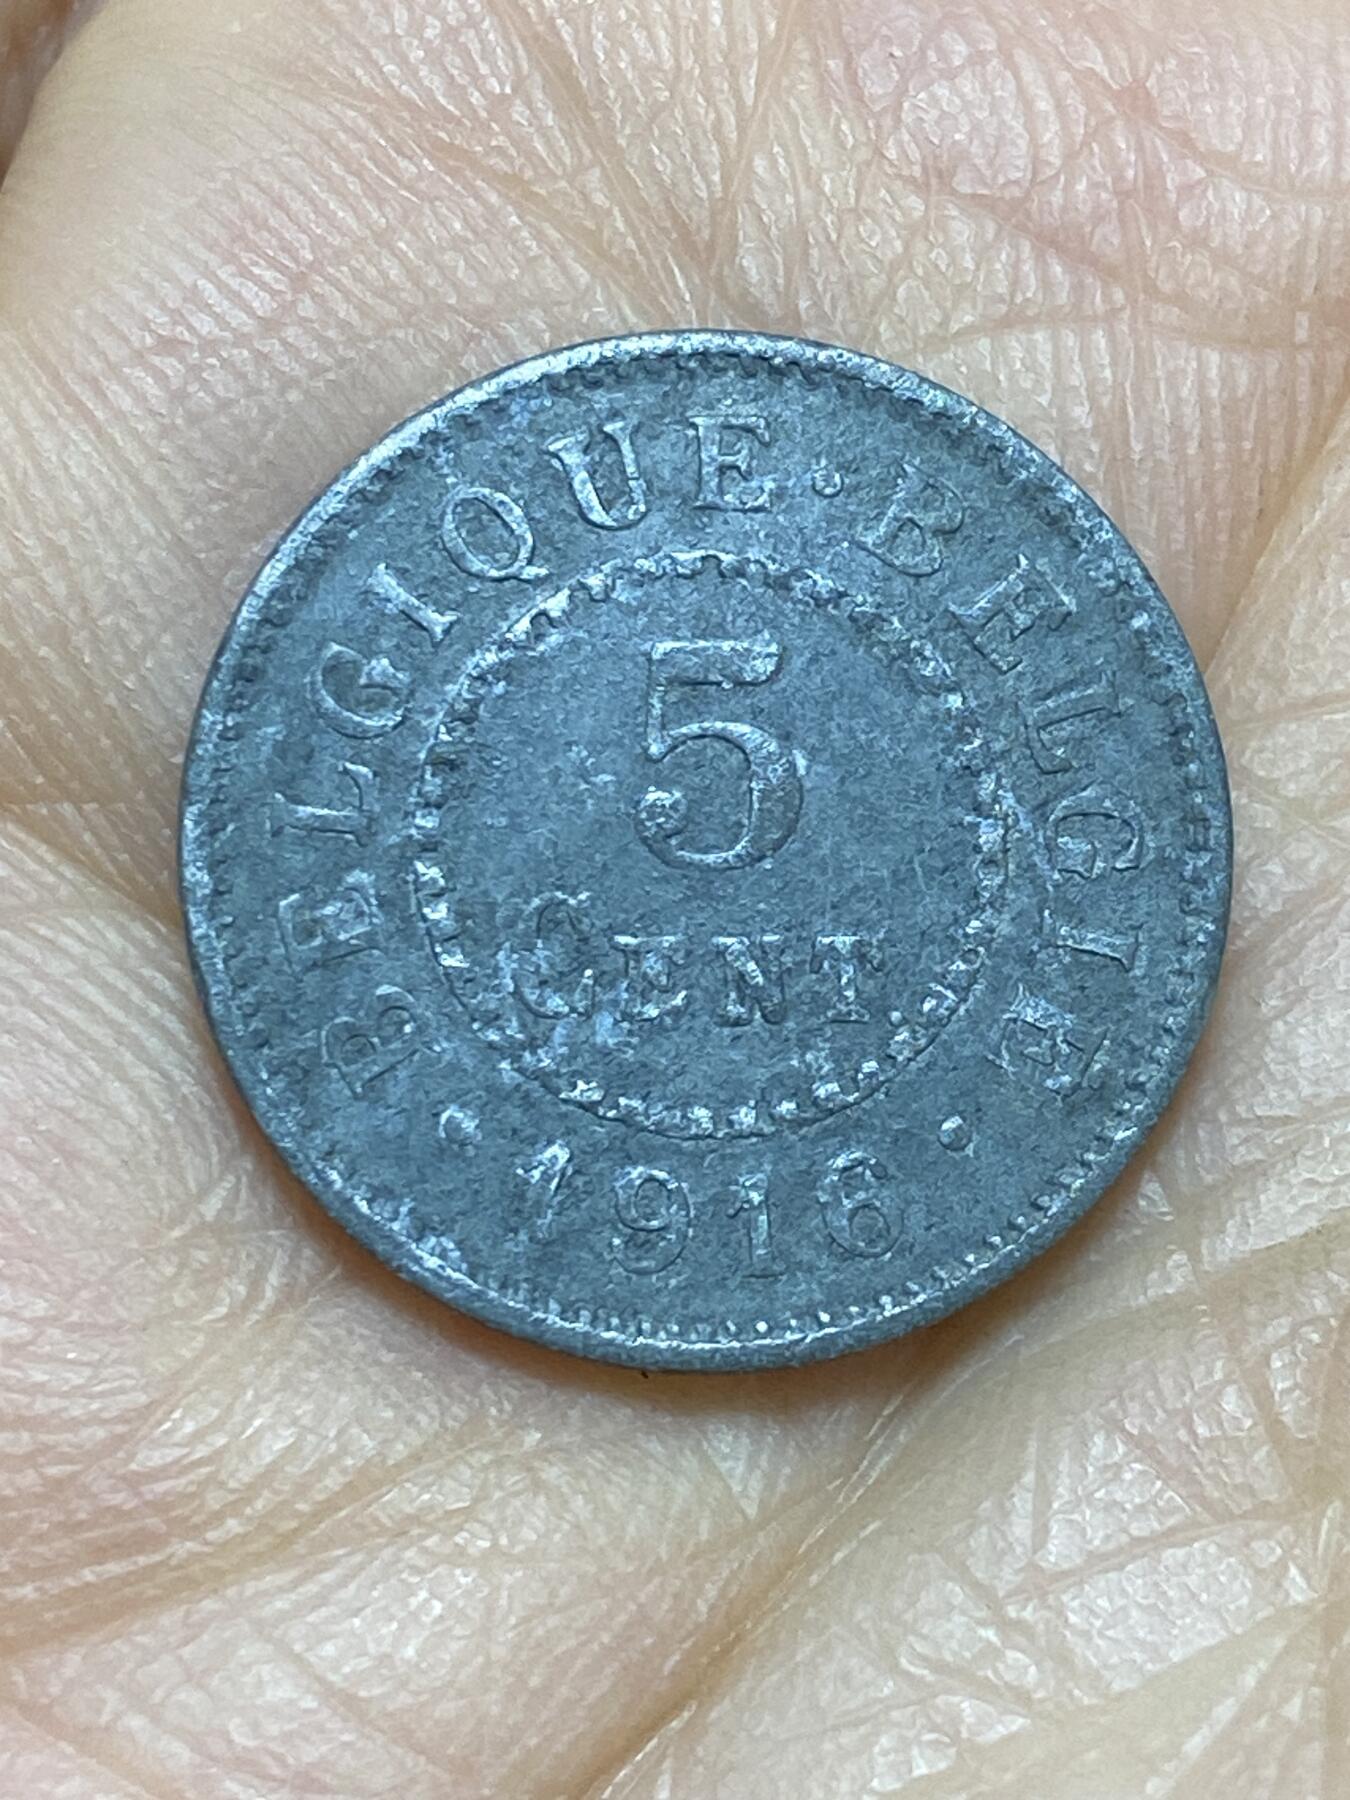 BELGIQUE · BELGIE
5
CENT
· 1916 ·